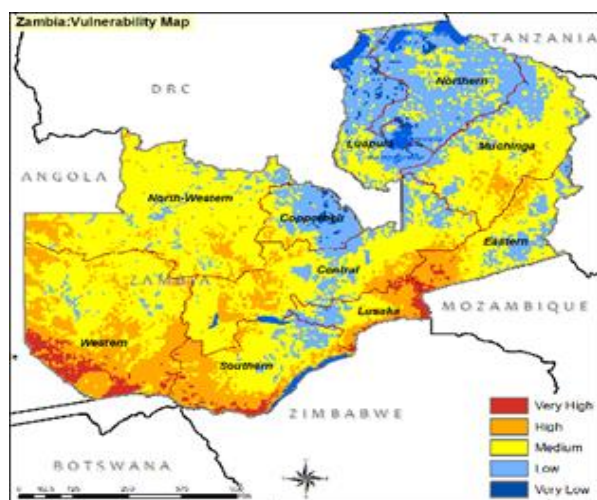 Zambia:Vulnerability Map
TANZANIA
DRC
Northern
Luapula
Muchinga
ANGOLA
North-Western
Copperbelt
Eastern
Central
ZAMBIA
Lusaka
MOZAMBIQUE
Western
Southern
ZIMBABWE
BOTSWANA
Very High
High
Medium
Low
Very Low